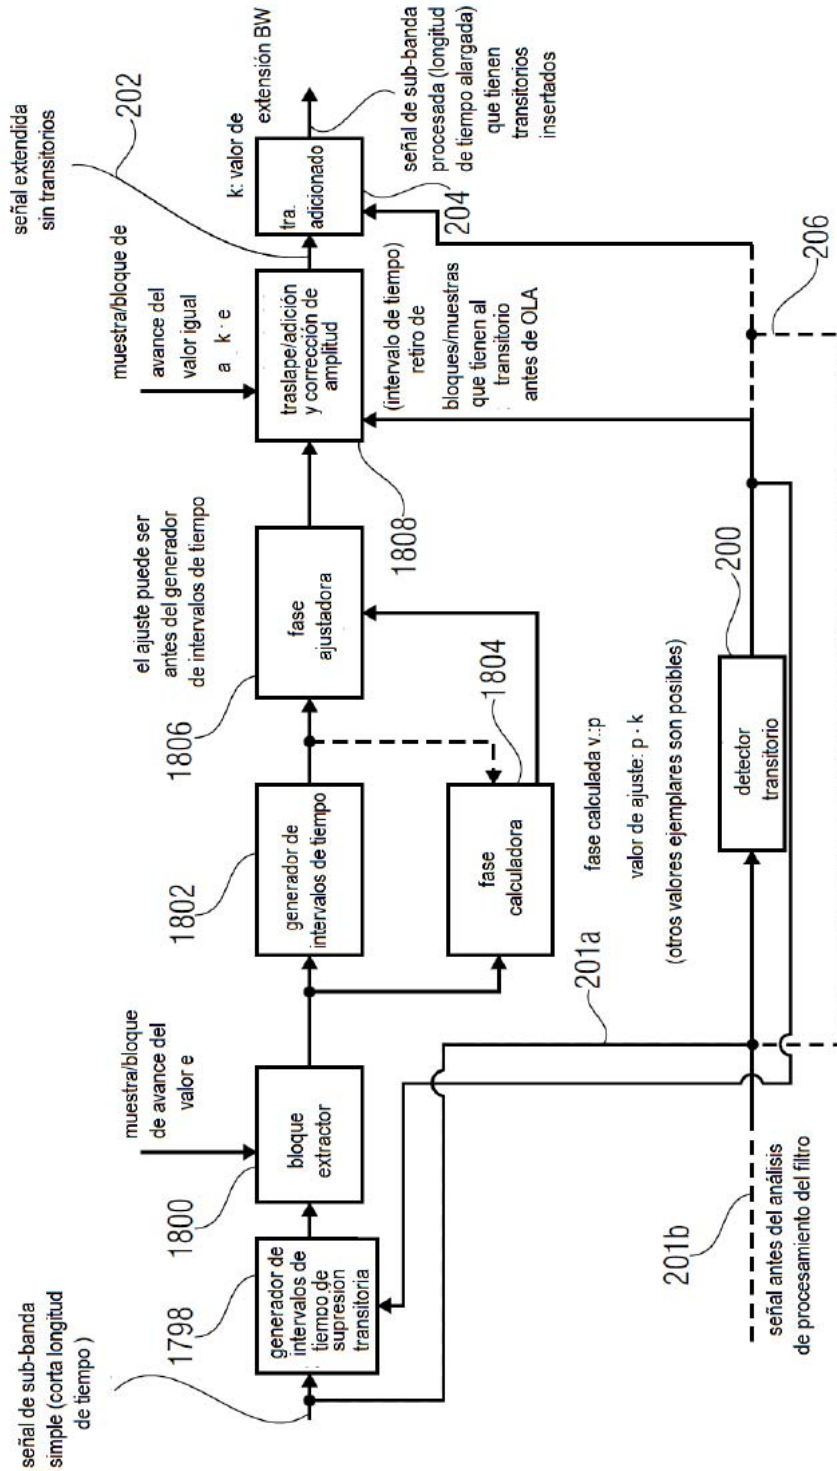 señal de sub-banda
simple (corta longitud
de tiempo )
1798
generador de
intervalos de
tiempo de
supresión
transitoria
1800
muestra/bloque
de avance del
valor e
bloque
extractor
1802
generador de
intervalos de tiempo
1804
fase
calculadora
fase calculada v.:p
valor de ajuste: p · k
(otros valores ejemplares son posibles)
1806
el ajuste puede ser
antes del generador
de intervalos de tiempo
fase
ajustadora
1808
muestra/bloque de
avance del
valor igual
a k · e
traslape/adición
y corrección de
amplitud
(intervalo de tiempo)
retiro de
bloques/muestras
que tienen al
transitorio
antes de OLA
señal extendida
sin transitorios
202
k: valor de
extensión BW
tra.
adicionado
204
señal de sub-banda
procesada (longitud
de tiempo alargada)
que tienen
transitorios
insertados
201b
señal antes del análisis
de procesamiento del filtro
201a
detector
transitorio
200
206